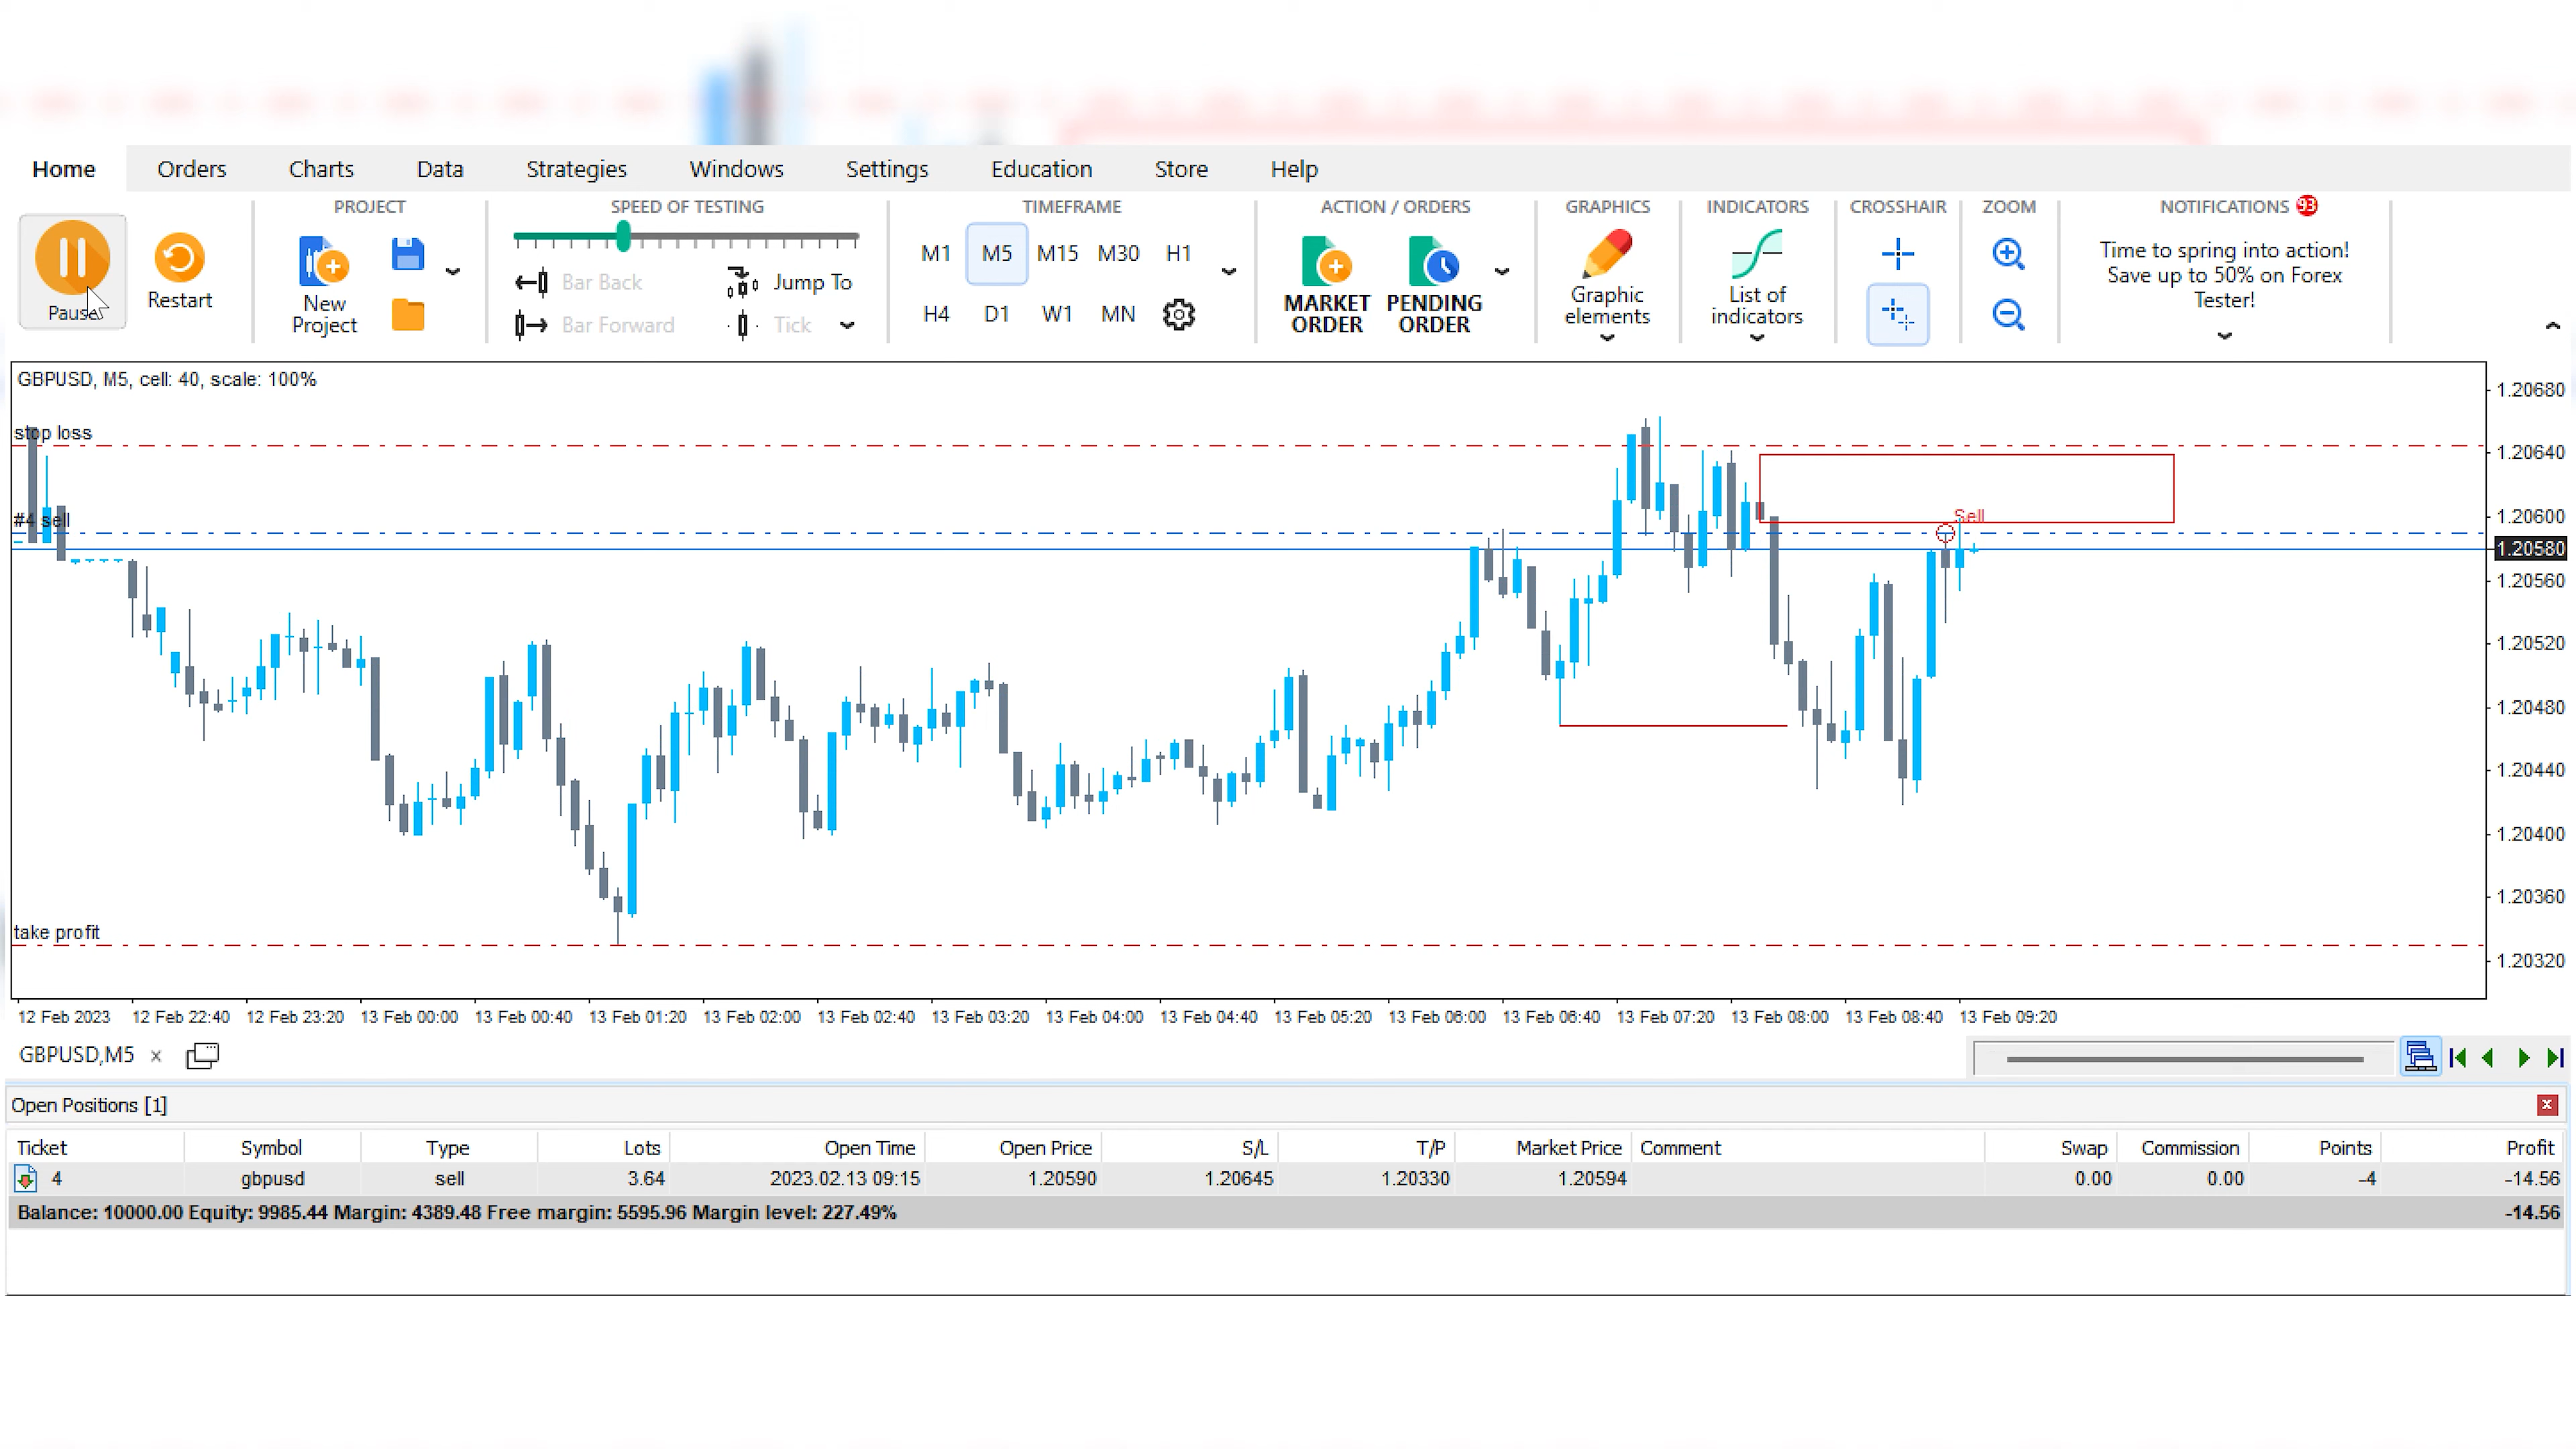 Home Orders Charts Data Strategies Windows Settings Education Store Help
PROJECT SPEED OF TESTING TIMEFRAME ACTION / ORDERS GRAPHICS INDICATORS CROSSHAIR ZOOM NOTIFICATIONS 93
Pause
Restart
New
Project
Bar Back
Jump To
Bar Forward
Tick
M1 M5 M15 M30 H1
H4 D1 W1 MN
MARKET
ORDER
PENDING
ORDER
Graphic
elements
List of
indicators
Time to spring into action!
Save up to 50% on Forex
Tester!
GBPUSD, M5, cell: 40, scale: 100%
stop loss
#4 sell
Sell
take profit
1.20680
1.20640
1.20600
1.20580
1.20560
1.20520
1.20480
1.20440
1.20400
1.20360
1.20320
12 Feb 2023 12 Feb 22:40 12 Feb 23:20 13 Feb 00:00 13 Feb 00:40 13 Feb 01:20 13 Feb 02:00 13 Feb 02:40 13 Feb 03:20 13 Feb 04:00 13 Feb 04:40 13 Feb 05:20 13 Feb 06:00 13 Feb 06:40 13 Feb 07:20 13 Feb 08:00 13 Feb 08:40 13 Feb 09:20
GBPUSD,M5
Open Positions [1]
Ticket Symbol Type Lots Open Time Open Price S/L T/P Market Price Comment Swap Commission Points Profit
4 gbpusd sell 3.64 2023.02.13 09:15 1.20590 1.20645 1.20330 1.20594 0.00 0.00 -4 -14.56
Balance: 10000.00 Equity: 9985.44 Margin: 4389.48 Free margin: 5595.96 Margin level: 227.49% -14.56